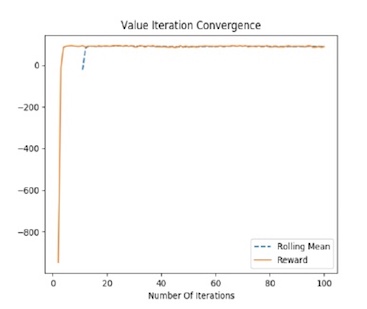 Value Iteration Convergence
0
−200
−400
−600
−800
0 20 40 60 80 100
Number Of Iterations
Rolling Mean
Reward